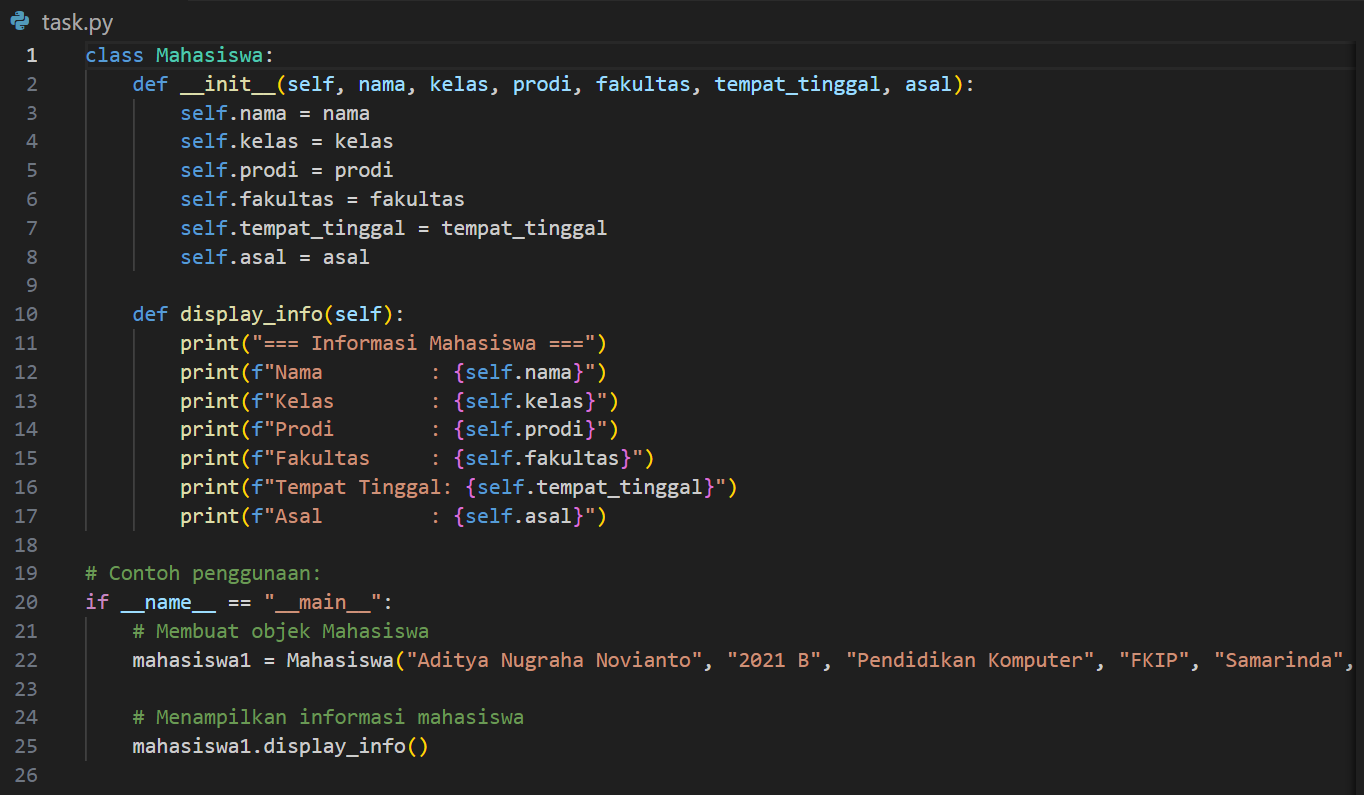 task.py
1 class Mahasiswa:
2     def __init__(self, nama, kelas, prodi, fakultas, tempat_tinggal, asal):
3         self.nama = nama
4         self.kelas = kelas
5         self.prodi = prodi
6         self.fakultas = fakultas
7         self.tempat_tinggal = tempat_tinggal
8         self.asal = asal
9
10     def display_info(self):
11         print("=== Informasi Mahasiswa ===")
12         print(f"Nama         : {self.nama}")
13         print(f"Kelas        : {self.kelas}")
14         print(f"Prodi        : {self.prodi}")
15         print(f"Fakultas     : {self.fakultas}")
16         print(f"Tempat Tinggal: {self.tempat_tinggal}")
17         print(f"Asal         : {self.asal}")
18
19 # Contoh penggunaan:
20 if __name__ == "__main__":
21     # Membuat objek Mahasiswa
22     mahasiswa1 = Mahasiswa("Aditya Nugraha Novianto", "2021 B", "Pendidikan Komputer", "FKIP", "Samarinda",
23
24     # Menampilkan informasi mahasiswa
25     mahasiswa1.display_info()
26